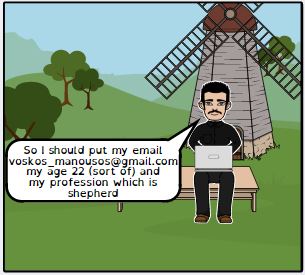 So I should put my email
voskos_manousos@gmail.com
my age 22 (sort of) and
my profession which is
shepherd